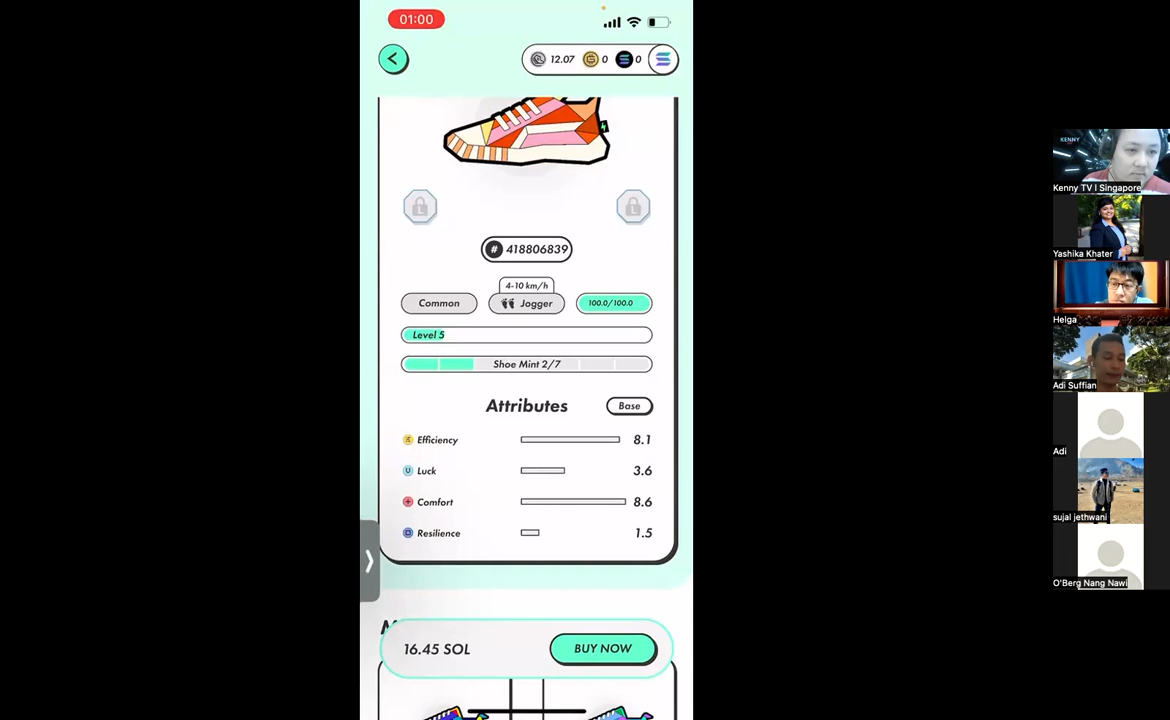 01:00
12.07 0 0
# 418806839
4-10 km/h
Common Jogger 100.0/100.0
Level 5
Shoe Mint 2/7
Attributes Base
Efficiency 8.1
Luck 3.6
Comfort 8.6
Resilience 1.5
16.45 SOL BUY NOW
KENNY
Kenny TV I Singapore
Yashika Khater
Helga
Adi Suffian
Adi
sujal jethwani
O'Berg Nang Nawi